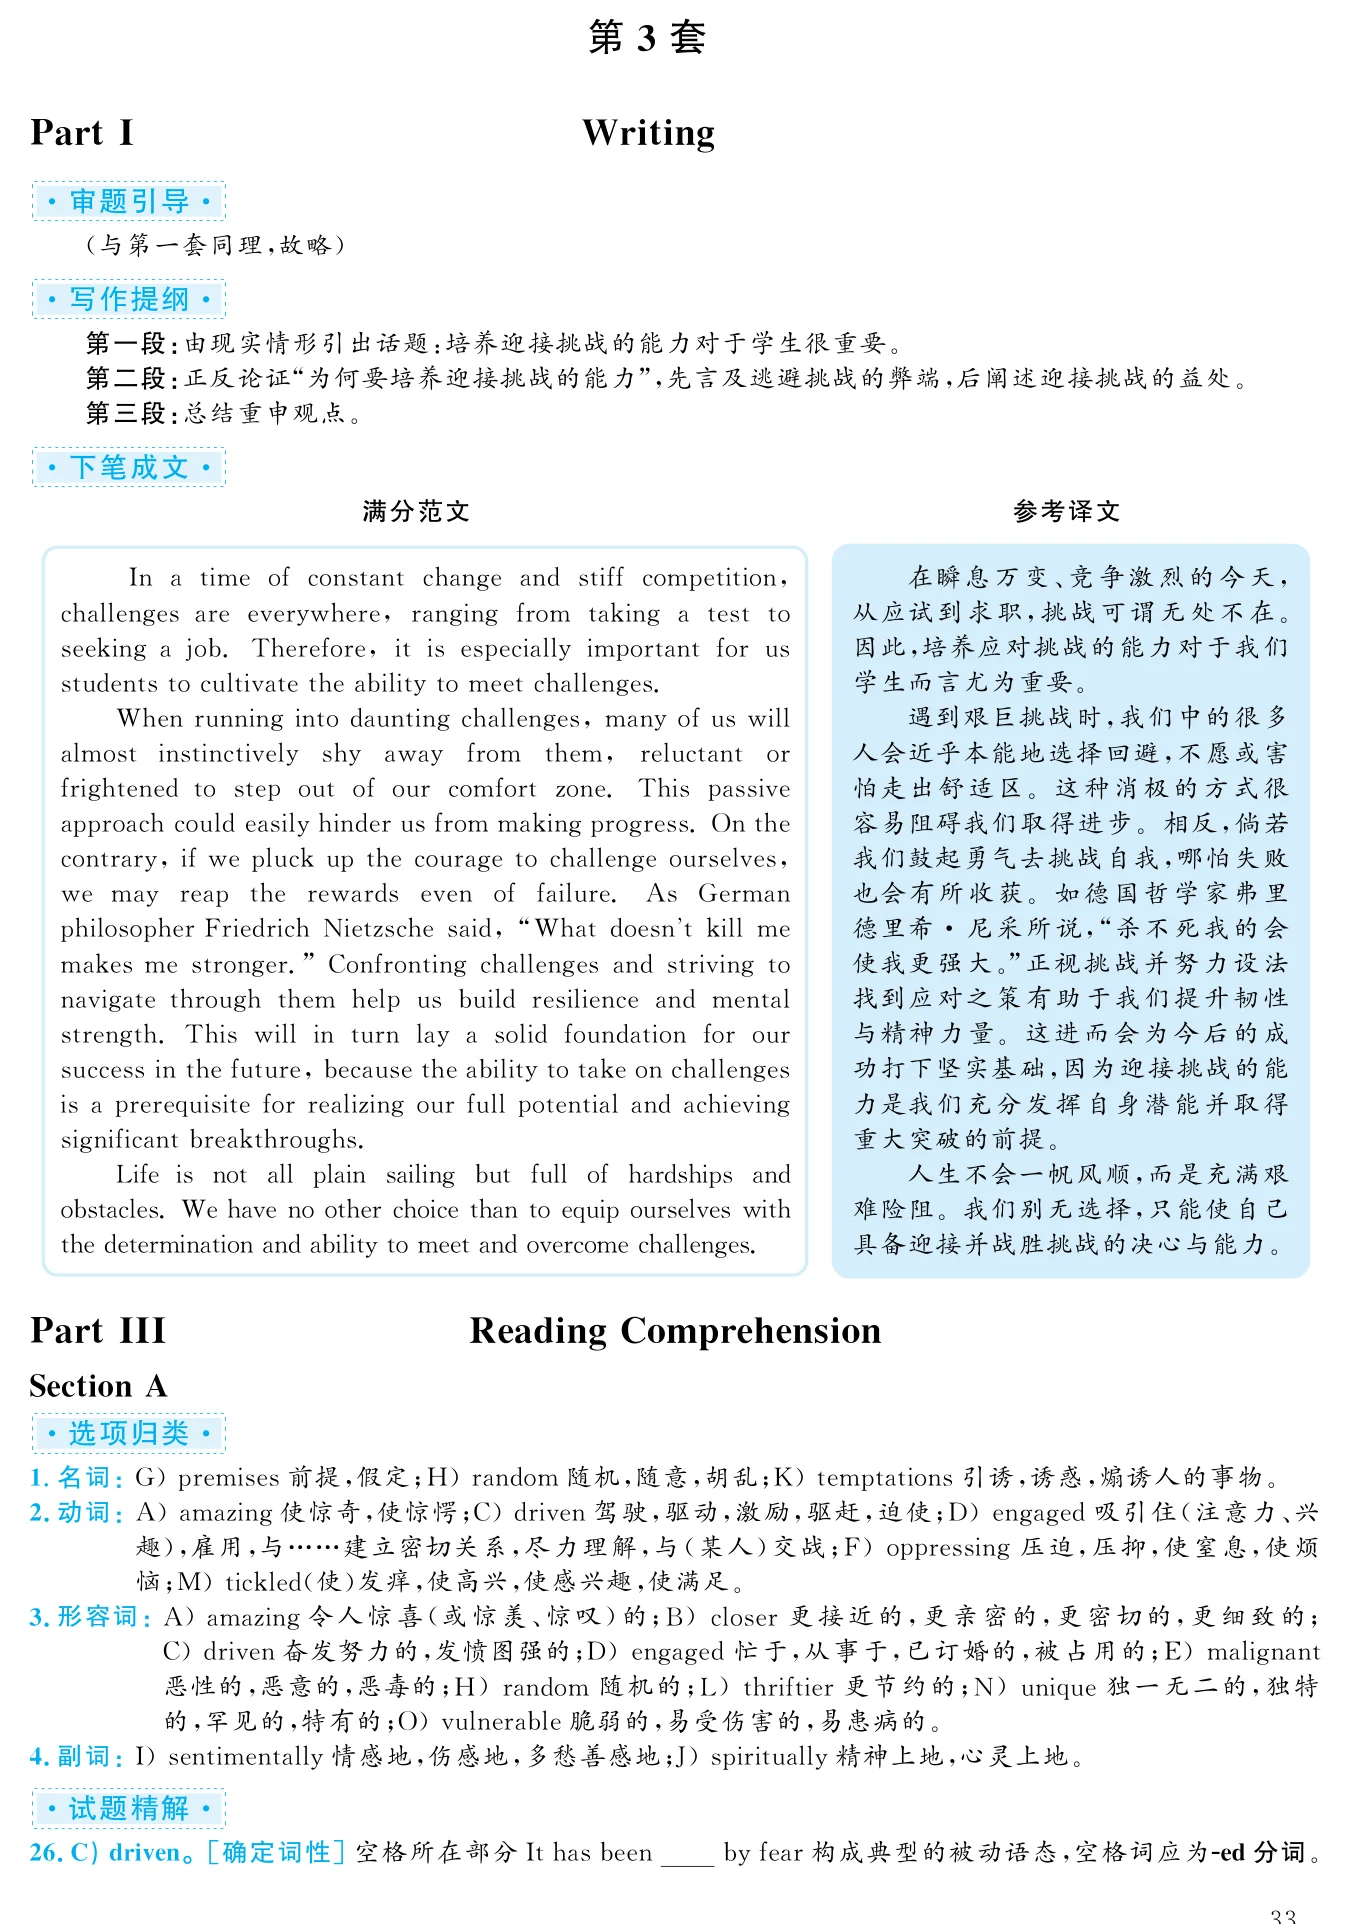 第 3 套
Part I Writing
·审题引导·
(与第一套同理,故略)
·写作提纲·
第一段:由现实情形引出话题:培养迎接挑战的能力对于学生很重要。
第二段:正反论证“为何要培养迎接挑战的能力”,先言及逃避挑战的弊端,后阐述迎接挑战的益处。
第三段:总结重申观点。
·下笔成文·
满分范文
In a time of constant change and stiff competition,
challenges are everywhere, ranging from taking a test to
seeking a job. Therefore, it is especially important for us
students to cultivate the ability to meet challenges.
When running into daunting challenges, many of us will
almost instinctively shy away from them, reluctant or
frightened to step out of our comfort zone. This passive
approach could easily hinder us from making progress. On the
contrary, if we pluck up the courage to challenge ourselves,
we may reap the rewards even of failure. As German
philosopher Friedrich Nietzsche said, “What doesn't kill me
makes me stronger.” Confronting challenges and striving to
navigate through them help us build resilience and mental
strength. This will in turn lay a solid foundation for our
success in the future, because the ability to take on challenges
is a prerequisite for realizing our full potential and achieving
significant breakthroughs.
Life is not all plain sailing but full of hardships and
obstacles. We have no other choice than to equip ourselves with
the determination and ability to meet and overcome challenges.
参考译文
在瞬息万变、竞争激烈的今天,
从应试到求职,挑战可谓无处不在。
因此,培养应对挑战的能力对于我们
学生而言尤为重要。
遇到艰巨挑战时,我们中的很多
人会近乎本能地选择回避,不愿或害
怕走出舒适区。这种消极的方式很
容易阻碍我们取得进步。相反,倘若
我们鼓起勇气去挑战自我,哪怕失败
也会有所收获。如德国哲学家弗里
德里希·尼采所说,“杀不死我的会
使我更强大。”正视挑战并努力设法
找到应对之策有助于我们提升韧性
与精神力量。这进而会为今后的成
功打下坚实基础,因为迎接挑战的能
力是我们充分发挥自身潜能并取得
重大突破的前提。
人生不会一帆风顺,而是充满艰
难险阻。我们别无选择,只能使自己
具备迎接并战胜挑战的决心与能力。
Part III Reading Comprehension
Section A
·选项归类·
1. 名词: G) premises 前提,假定;H) random 随机,随意,胡乱;K) temptations 引诱,诱惑,煽诱人的事物。
2. 动词: A) amazing 使惊奇,使惊愕;C) driven 驾驶,驱动,激励,驱赶,迫使;D) engaged 吸引住(注意力、兴
趣),雇用,与……建立密切关系,尽力理解,与(某人)交战;F) oppressing 压迫,压抑,使窒息,使烦
恼;M) tickled(使)发痒,使高兴,使感兴趣,使满足。
3. 形容词: A) amazing 令人惊喜(或惊羡、惊叹)的;B) closer 更接近的,更亲密的,更密切的,更细致的;
C) driven 奋发努力的,发愤图强的;D) engaged 忙于,从事于,已订婚的,被占用的;E) malignant
恶性的,恶意的,恶毒的;H) random 随机的;L) thriftier 更节约的;N) unique 独一无二的,独特
的,罕见的,特有的;O) vulnerable 脆弱的,易受伤害的,易患病的。
4. 副词: I) sentimentally 情感地,伤感地,多愁善感地;J) spiritually 精神上地,心灵上地。
·试题精解·
26. C) driven。[确定词性] 空格所在部分 It has been ____ by fear 构成典型的被动语态,空格词应为-ed 分词。
33